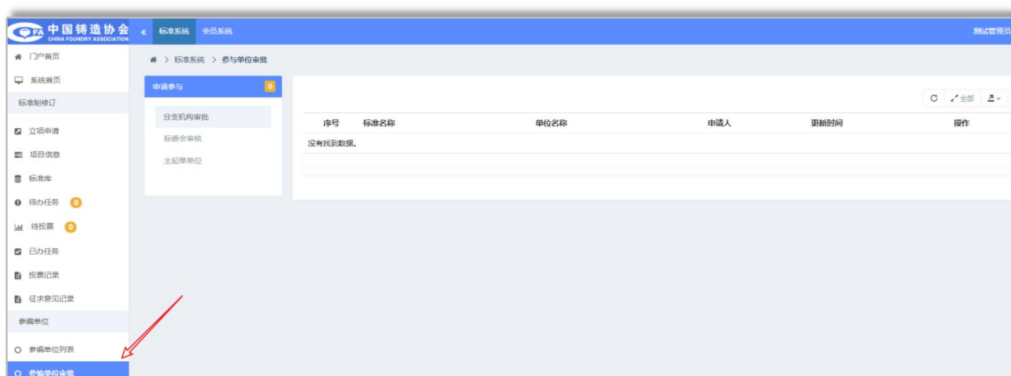 中国铸造协会
CHINA FOUNDRY ASSOCIATION
« 标准系统 会员系统 测试管理员
门户首页
> 标准系统 > 参与单位审批
系统首页
标准制修订
立项申请
项目信息
标准库
待办任务 0
待投票 0
已办任务
投票记录
征求意见记录
参编单位
参编单位列表
参编单位审批
申请参与 0
分支机构审批
标委会审核
主起草单位
全部
序号 标准名称 单位名称 申请人 更新时间 操作
没有找到数据。